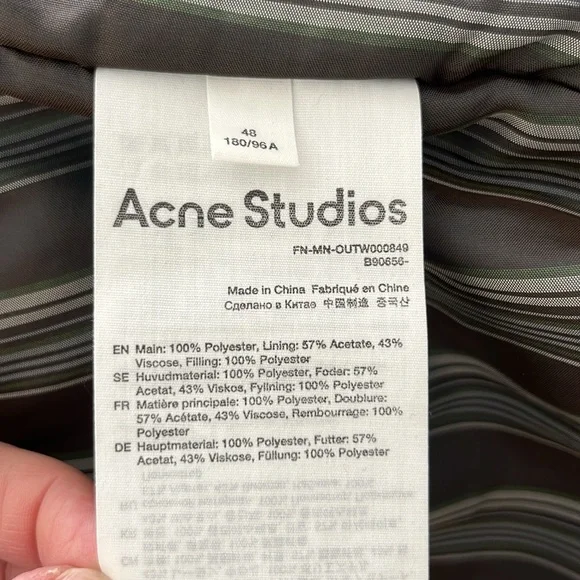 48
180/96A
Acne Studios
FN-MN-OUTW000849
B90656-
Made in China Fabriqué en Chine
Сделано в Китае 中国制造 중국산
EN Main: 100% Polyester, Lining: 57% Acetate, 43%
Viscose, Filling: 100% Polyester
SE Huvudmaterial: 100% Polyester, Foder: 57%
Acetat, 43% Viskos, Fyllning: 100% Polyester
FR Matière principale: 100% Polyester, Doublure:
57% Acétate, 43% Viscose, Rembourrage: 100%
Polyester
DE Hauptmaterial: 100% Polyester, Futter: 57%
Acetat, 43% Viskose, Füllung: 100% Polyester